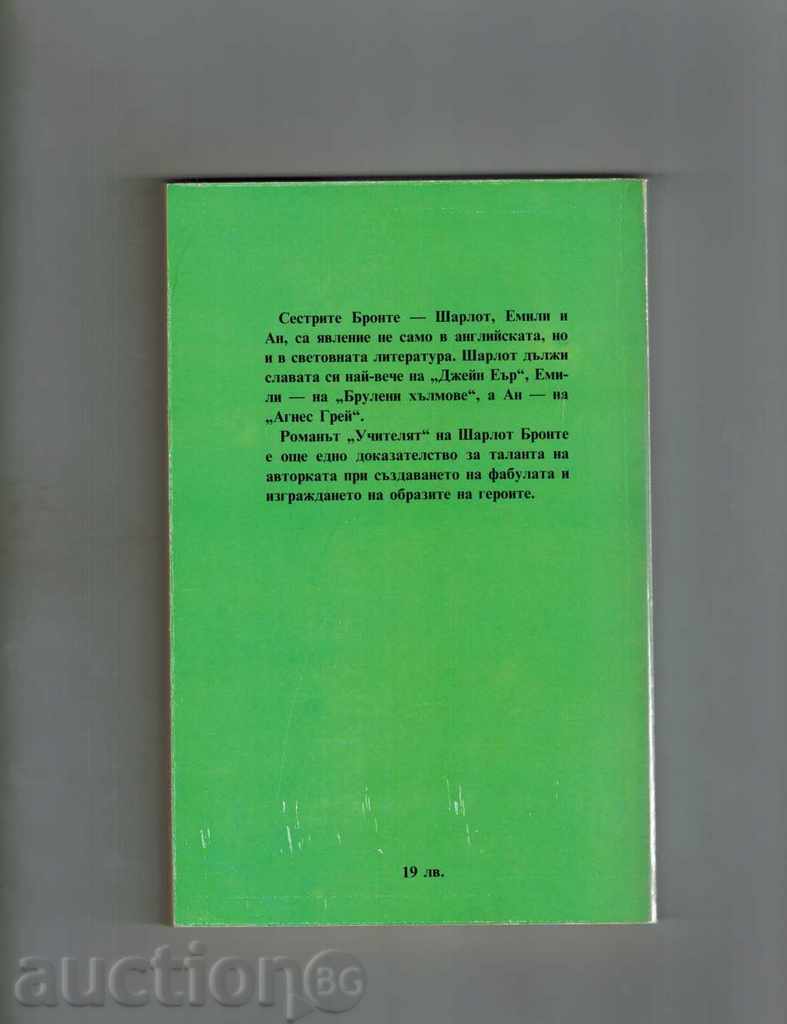 Сестрите Бронте — Шарлот, Емили и
Ан, са явление не само в английската, но
и в световната литература. Шарлот дължи
славата си най-вече на „Джейн Еър“, Еми-
ли — на „Брулени хълмове“, а Ан — на
„Агнес Грей“.
Романът „Учителят“ на Шарлот Бронте
е още едно доказателство за таланта на
авторката при създаването на фабулата и
изграждането на образите на героите.
19 лв.
auctionBG